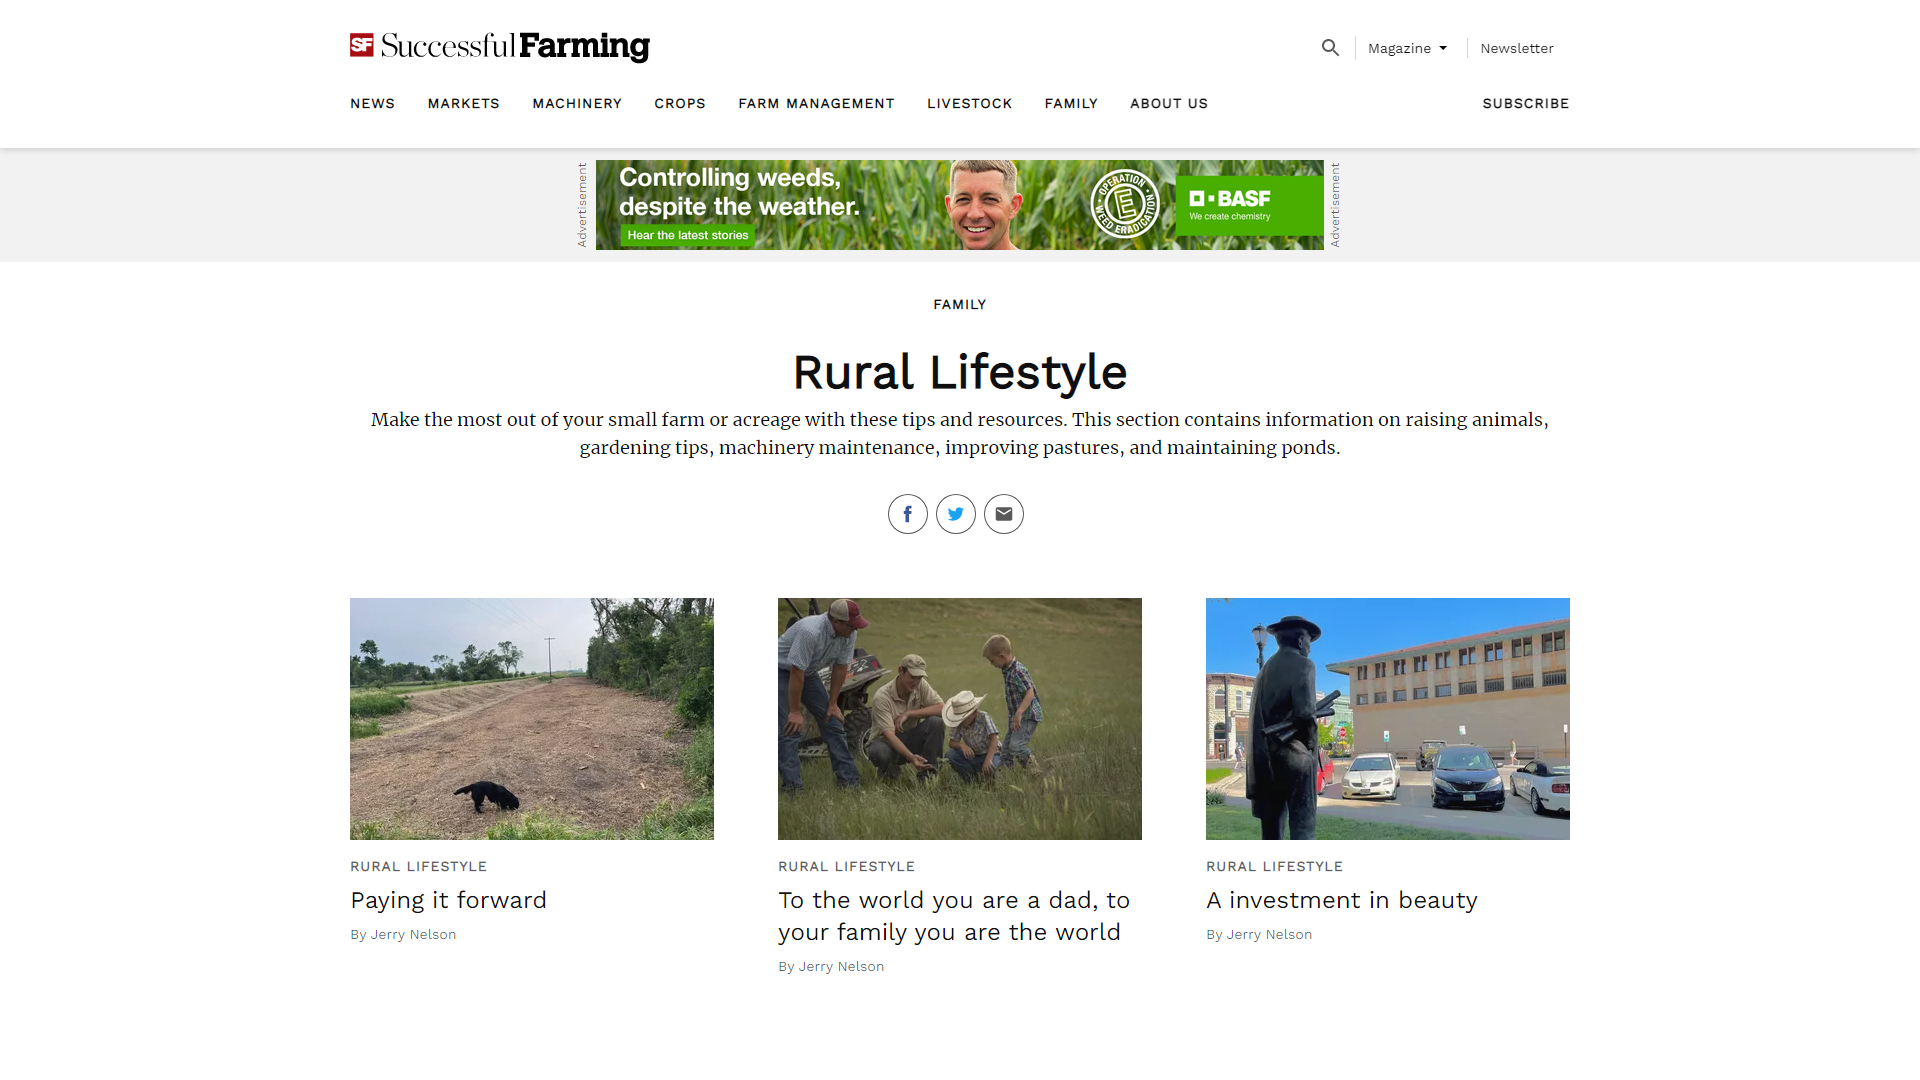 SF Successful Farming
Magazine
Newsletter
NEWS MARKETS MACHINERY CROPS FARM MANAGEMENT LIVESTOCK FAMILY ABOUT US SUBSCRIBE
Advertisement
Controlling weeds,
despite the weather.
Hear the latest stories
OPERATION
E
WEED ERADICATION
BASF
We create chemistry
Advertisement
FAMILY
Rural Lifestyle
Make the most out of your small farm or acreage with these tips and resources. This section contains information on raising animals,
gardening tips, machinery maintenance, improving pastures, and maintaining ponds.
RURAL LIFESTYLE
Paying it forward
By Jerry Nelson
RURAL LIFESTYLE
To the world you are a dad, to
your family you are the world
By Jerry Nelson
RURAL LIFESTYLE
A investment in beauty
By Jerry Nelson